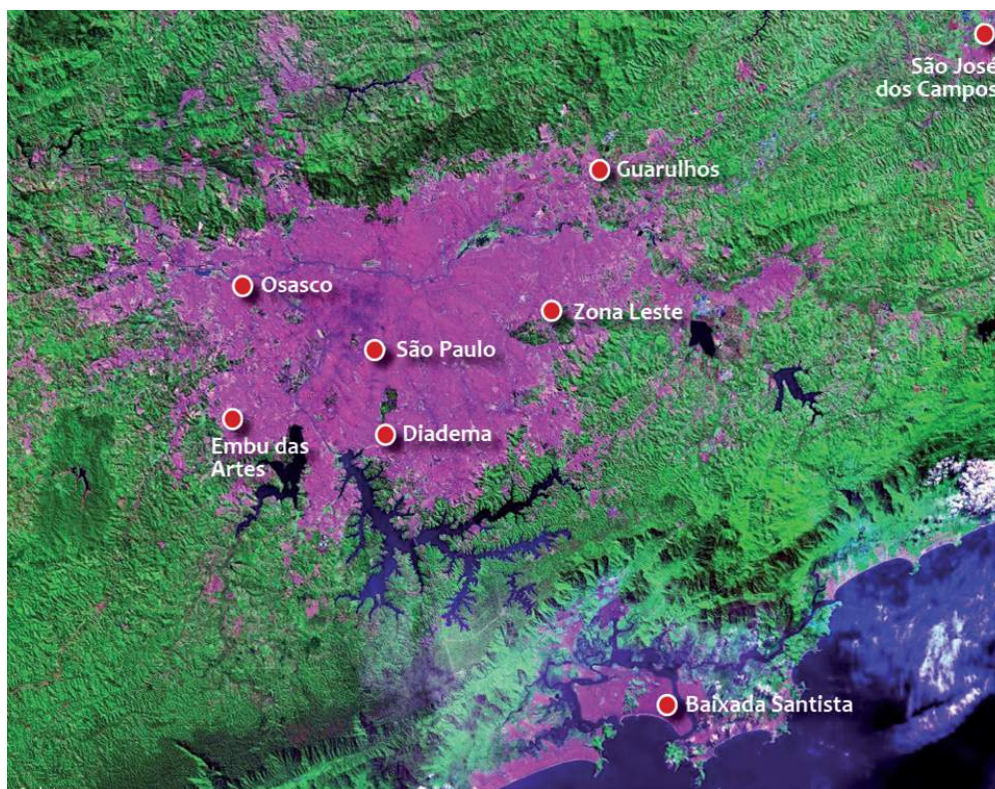 São José
dos Campos
Guarulhos
Osasco
Zona Leste
São Paulo
Diadema
Embu das
Artes
Baixada Santista